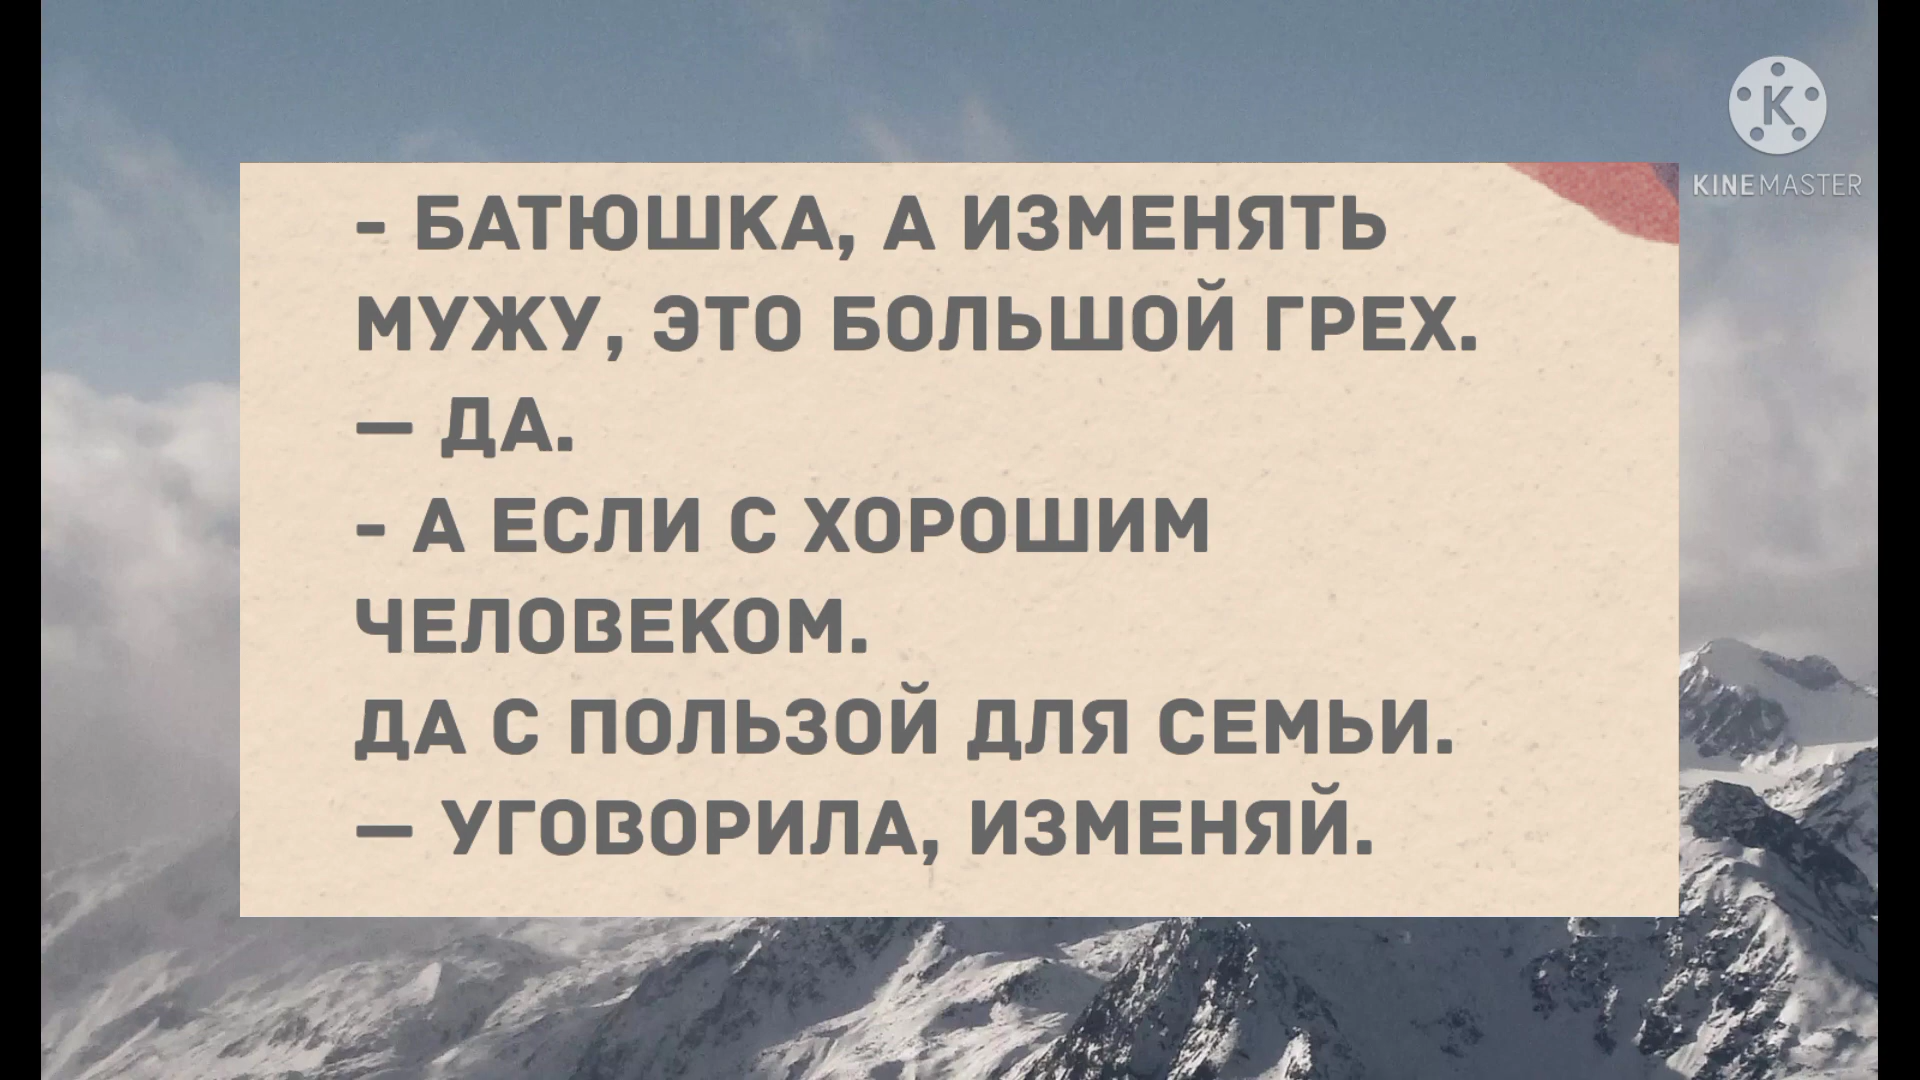 - БАТЮШКА, А ИЗМЕНЯТЬ
МУЖУ, ЭТО БОЛЬШОЙ ГРЕХ.
— ДА.
- А ЕСЛИ С ХОРОШИМ
ЧЕЛОВЕКОМ.
ДА С ПОЛЬЗОЙ ДЛЯ СЕМЬИ.
— УГОВОРИЛА, ИЗМЕНЯЙ.
K
KINEMASTER